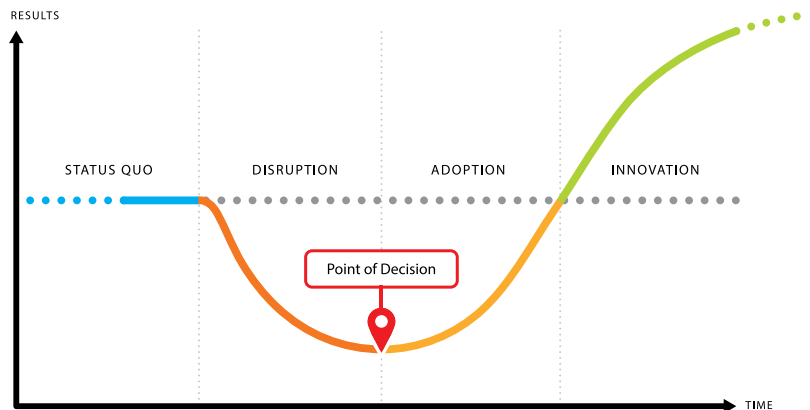 RESULTS
STATUS QUO
DISRUPTION
ADOPTION
INNOVATION
Point of Decision
TIME